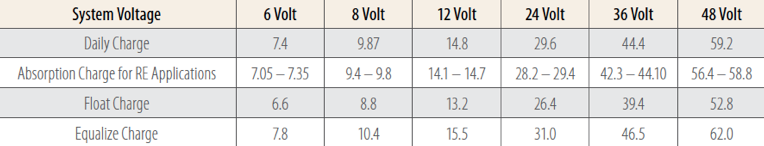 System Voltage 6 Volt 8 Volt 12 Volt 24 Volt 36 Volt 48 Volt
Daily Charge 7.4 9.87 14.8 29.6 44.4 59.2
Absorption Charge for RE Applications 7.05 – 7.35 9.4 – 9.8 14.1 – 14.7 28.2 – 29.4 42.3 – 44.10 56.4 – 58.8
Float Charge 6.6 8.8 13.2 26.4 39.4 52.8
Equalize Charge 7.8 10.4 15.5 31.0 46.5 62.0